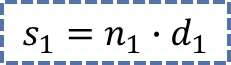 s₁ = n₁ · d₁